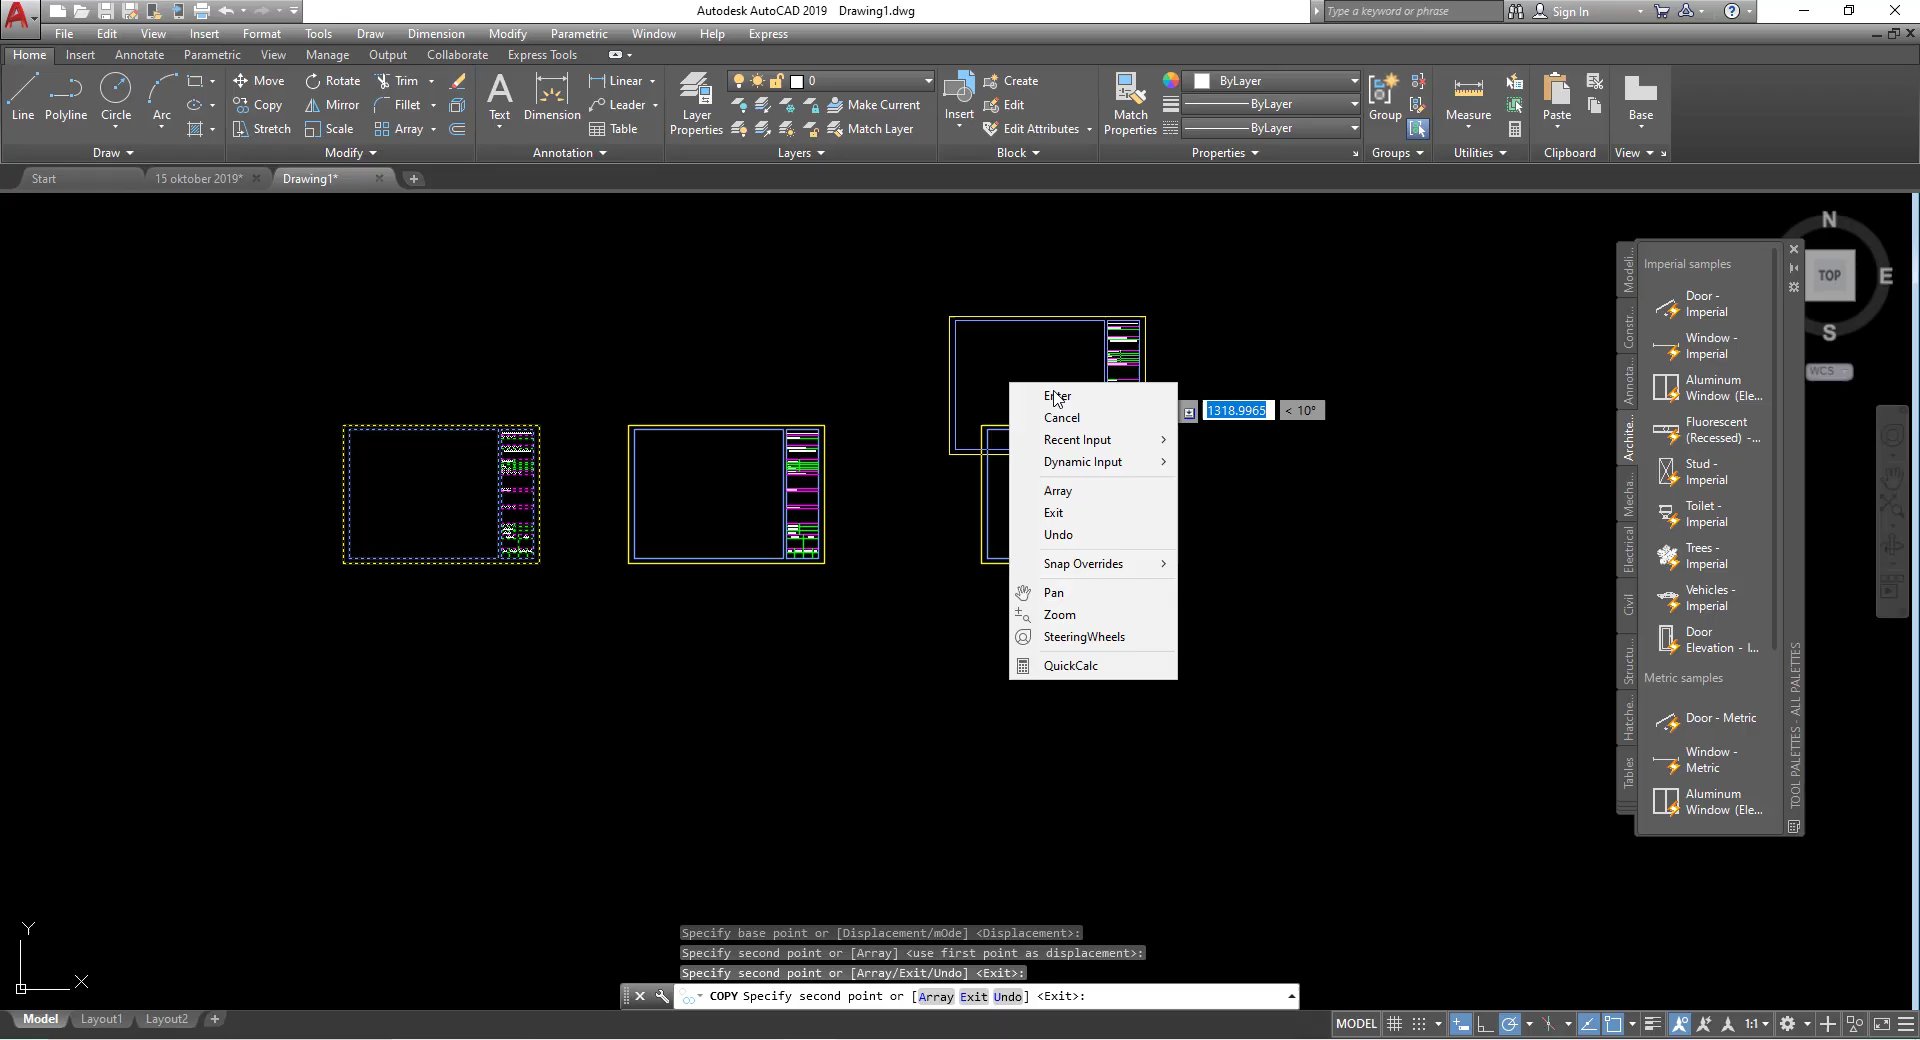 Autodesk AutoCAD 2019 Drawing1.dwg
Type a keyword or phrase
Sign In
File Edit View Insert Format Tools Draw Dimension Modify Parametric Window Help Express
Home Insert Annotate Parametric View Manage Output Collaborate Express Tools
Line
Polyline
Circle
Arc
Draw
Move Rotate Trim
Copy Mirror Fillet
Stretch Scale Array
Modify
Text
Dimension
Linear
Leader
Table
Annotation
Layer
Properties
0
Make Current
Match Layer
Layers
Insert
Create
Edit
Edit Attributes
Block
Match
Properties
ByLayer
ByLayer
ByLayer
Properties
Group
Groups
Measure
Utilities
Paste
Clipboard
Base
View
Start 15 oktober 2019* Drawing1*
N
TOP
E
S
WCS
1318.9965 < 10°
Enter
Cancel
Recent Input
Dynamic Input
Array
Exit
Undo
Snap Overrides
Pan
Zoom
SteeringWheels
QuickCalc
Modeli...
Constr...
Annota...
Archite...
Mecha...
Electrical
Civil
Structu...
Hatche...
Tables
Imperial samples
Door -
Imperial
Window -
Imperial
Aluminum
Window (Ele...
Fluorescent
(Recessed) -...
Stud -
Imperial
Toilet -
Imperial
Trees -
Imperial
Vehicles -
Imperial
Door
Elevation - I...
Metric samples
Door - Metric
Window -
Metric
Aluminum
Window (Ele...
TOOL PALETTES - ALL PALETTES
Y
X
Specify base point or [Displacement/mOde] <Displacement>:
Specify second point or [Array] <use first point as displacement>:
Specify second point or [Array/Exit/Undo] <Exit>:
COPY Specify second point or [Array Exit Undo] <Exit>:
Model Layout1 Layout2
MODEL
1:1